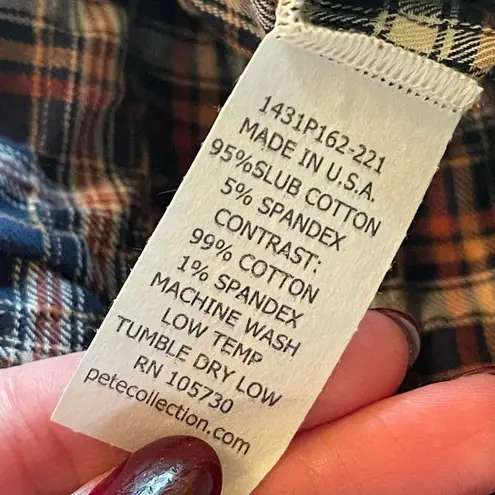 1431P162-221
MADE IN U.S.A.
95%SLUB COTTON
5% SPANDEX
CONTRAST:
99% COTTON
1% SPANDEX
MACHINE WASH
LOW TEMP
TUMBLE DRY LOW
RN 105730
petecollection.com